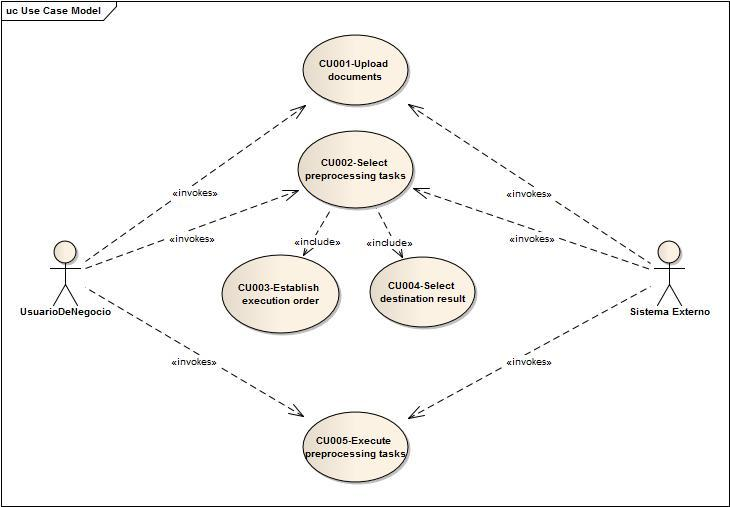 uc Use Case Model
CU001-Upload
documents
CU002-Select
preprocessing tasks
«invokes»
«invokes»
«invokes»
«invokes»
«include»
«include»
CU003-Establish
execution order
CU004-Select
destination result
UsuarioDeNegocio
Sistema Externo
«invokes»
«invokes»
CU005-Execute
preprocessing tasks